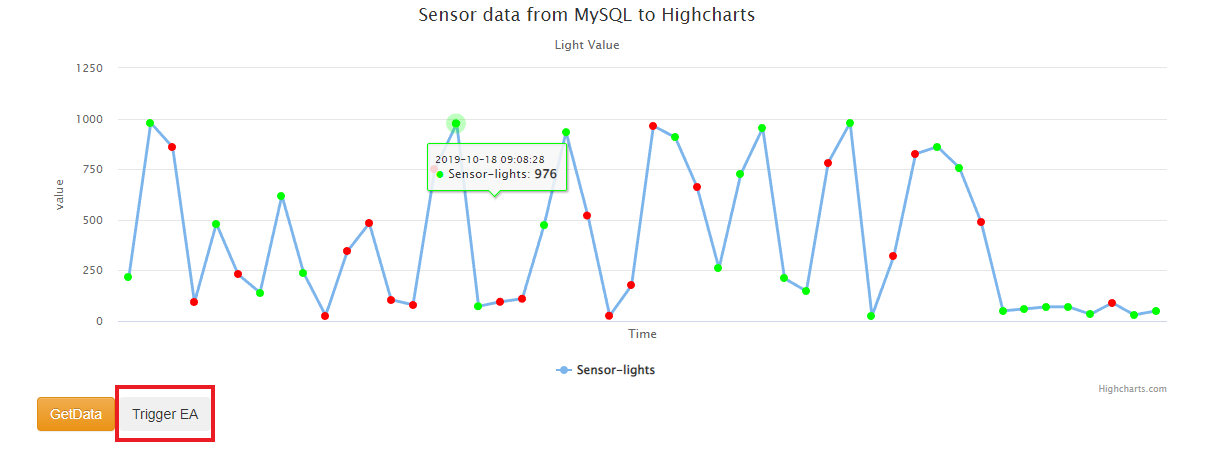 Sensor data from MySQL to Highcharts
Light Value
1250
1000
750
500
250
0
value
2019-10-18 09:08:28
Sensor-lights: 976
Time
Sensor-lights
Highcharts.com
GetData
Trigger EA